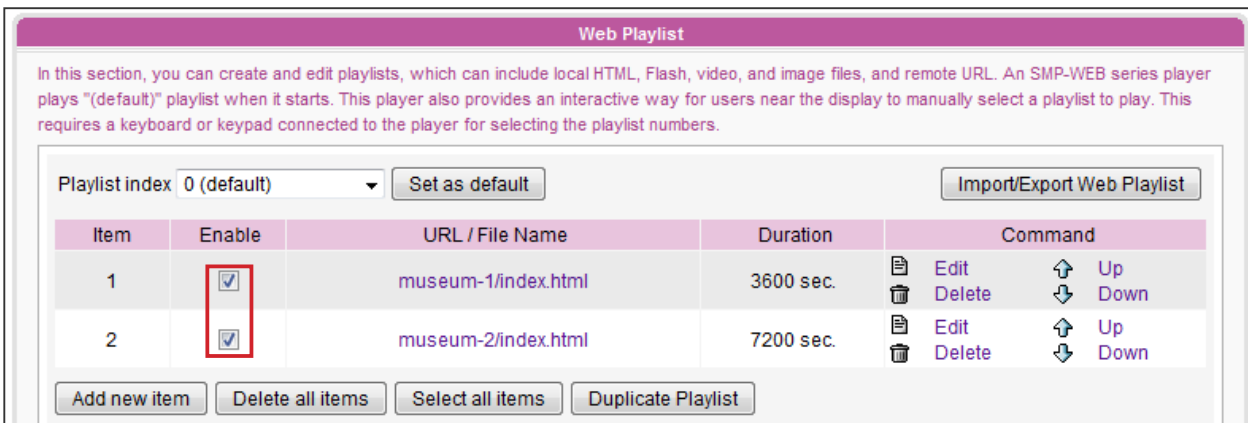 Web Playlist
In this section, you can create and edit playlists, which can include local HTML, Flash, video, and image files, and remote URL. An SMP-WEB series player
plays "(default)" playlist when it starts. This player also provides an interactive way for users near the display to manually select a playlist to play. This
requires a keyboard or keypad connected to the player for selecting the playlist numbers.
Playlist index 0 (default) Set as default Import/Export Web Playlist
Item Enable URL / File Name Duration Command
1 museum-1/index.html 3600 sec. Edit Up
Delete Down
2 museum-2/index.html 7200 sec. Edit Up
Delete Down
Add new item Delete all items Select all items Duplicate Playlist